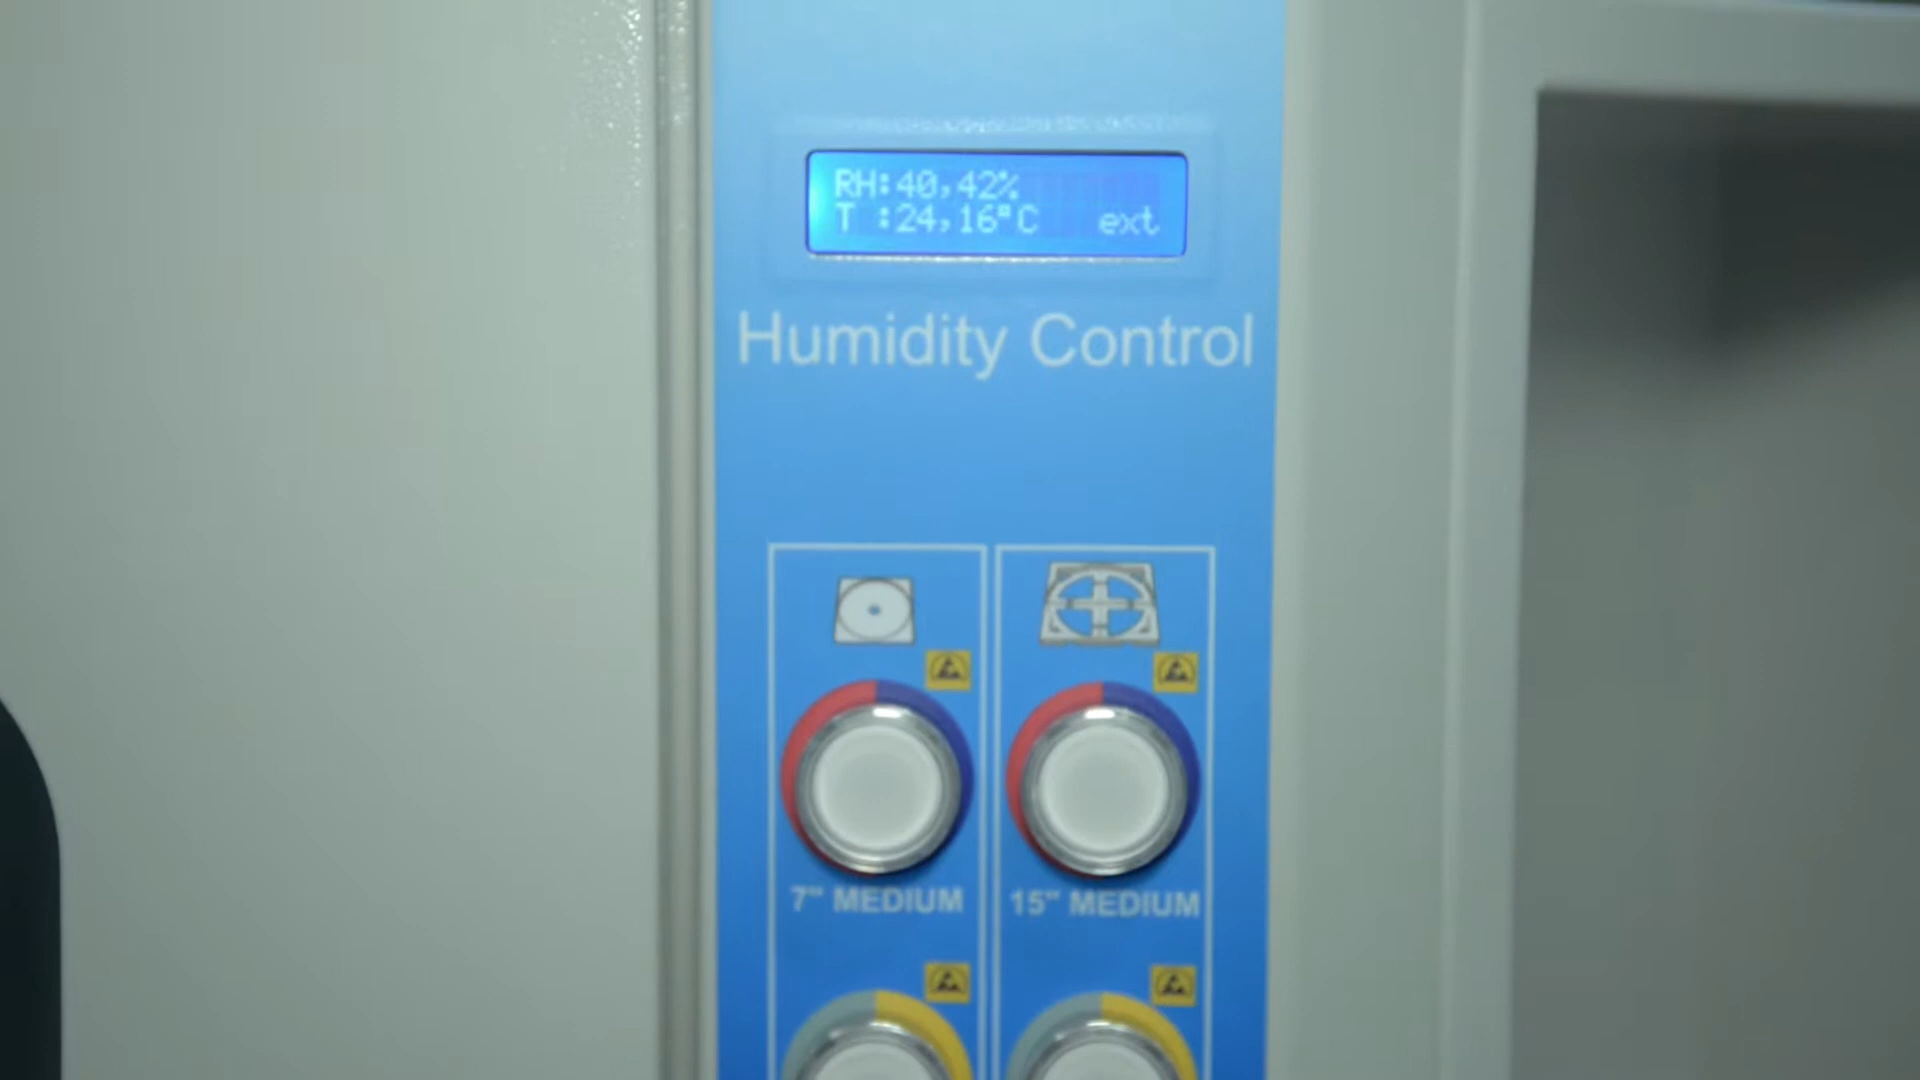 RH:40,42%
T :24,16°C ext
Humidity Control
7" MEDIUM
15" MEDIUM